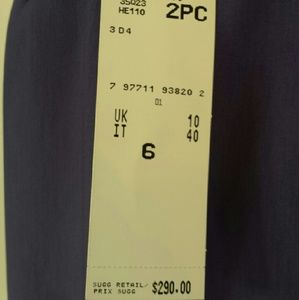 35023
HE110 2PC
3 D4
7 97711 93820 2
01
UK 10
IT 40
6
SUGG RETAIL/
PRIX SUGG $290.00